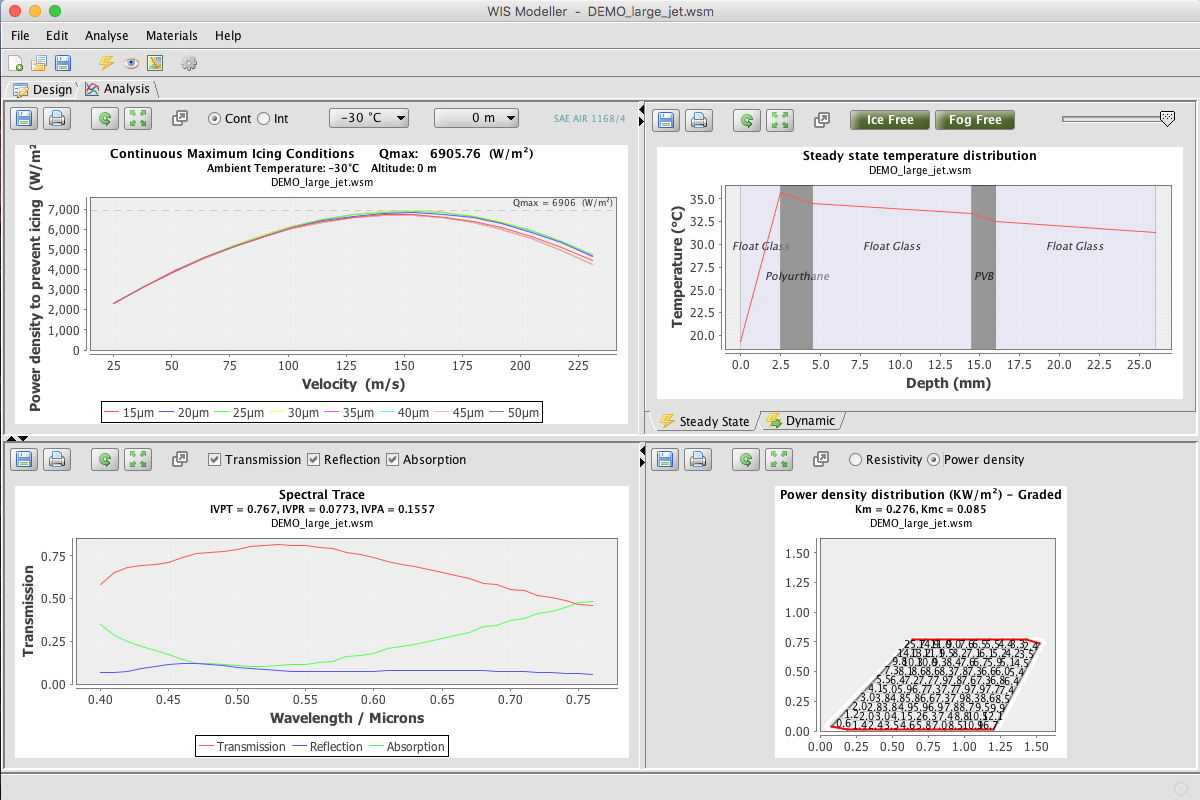 WIS Modeller - DEMO_large_jet.wsm
File Edit Analyse Materials Help
Design Analysis
Cont Int -30 °C 0 m SAE AIR 1168/4
Continuous Maximum Icing Conditions Qmax: 6905.76 (W/m²)
Ambient Temperature: -30°C Altitude: 0 m
DEMO_large_jet.wsm
Power density to prevent icing (W/m²
Qmax = 6906 (W/m²)
7,000
6,000
5,000
4,000
3,000
2,000
1,000
0
25 50 75 100 125 150 175 200 225
Velocity (m/s)
15μm 20μm 25μm 30μm 35μm 40μm 45μm 50μm
Ice Free Fog Free
Steady state temperature distribution
DEMO_large_jet.wsm
Temperature (°C)
35.0
32.5
30.0
27.5
25.0
22.5
20.0
Float Glass Float Glass Float Glass
Polyurethane PVB
0.0 2.5 5.0 7.5 10.0 12.5 15.0 17.5 20.0 22.5 25.0
Depth (mm)
Steady State Dynamic
Transmission Reflection Absorption
Spectral Trace
IVPT = 0.767, IVPR = 0.0773, IVPA = 0.1557
DEMO_large_jet.wsm
Transmission
0.75
0.50
0.25
0.00
0.40 0.45 0.50 0.55 0.60 0.65 0.70 0.75
Wavelength / Microns
Transmission Reflection Absorption
Resistivity Power density
Power density distribution (KW/m²) - Graded
Km = 0.276, Kmc = 0.085
DEMO_large_jet.wsm
1.50
1.25
1.00
0.75
0.50
0.25
0.00
0.00 0.25 0.50 0.75 1.00 1.25 1.50